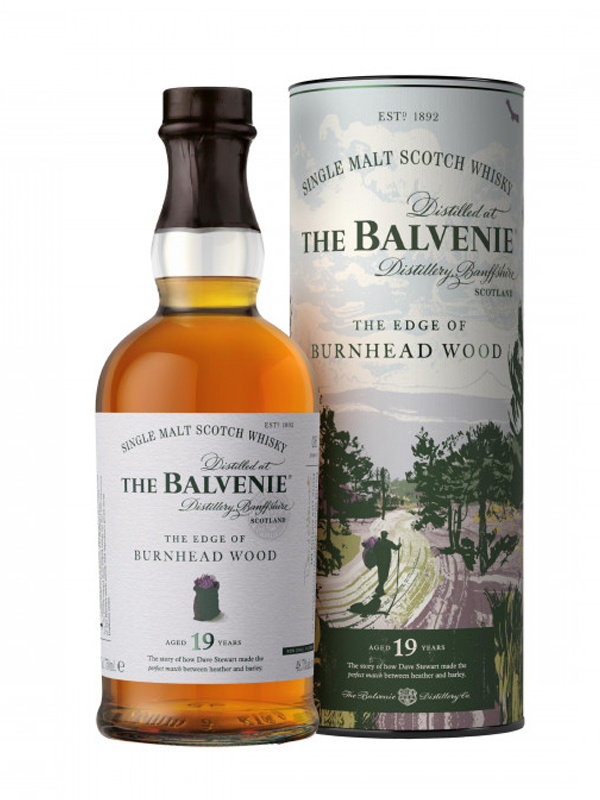 ESTD 1892
SINGLE MALT SCOTCH WHISKY
Distilled at
THE BALVENIE®
Distillery, Banffshire
SCOTLAND
THE EDGE OF
BURNHEAD WOOD
AGED 19 YEARS
The story of how Dave Stewart made the
perfect match between heather and barley.
The Balvenie Distillery Co.
ESTD 1892
SINGLE MALT SCOTCH WHISKY
Distilled at
THE BALVENIE®
Distillery, Banffshire
SCOTLAND
THE EDGE OF
BURNHEAD WOOD
AGED 19 YEARS
The story of how Dave Stewart made the
perfect match between heather and barley.